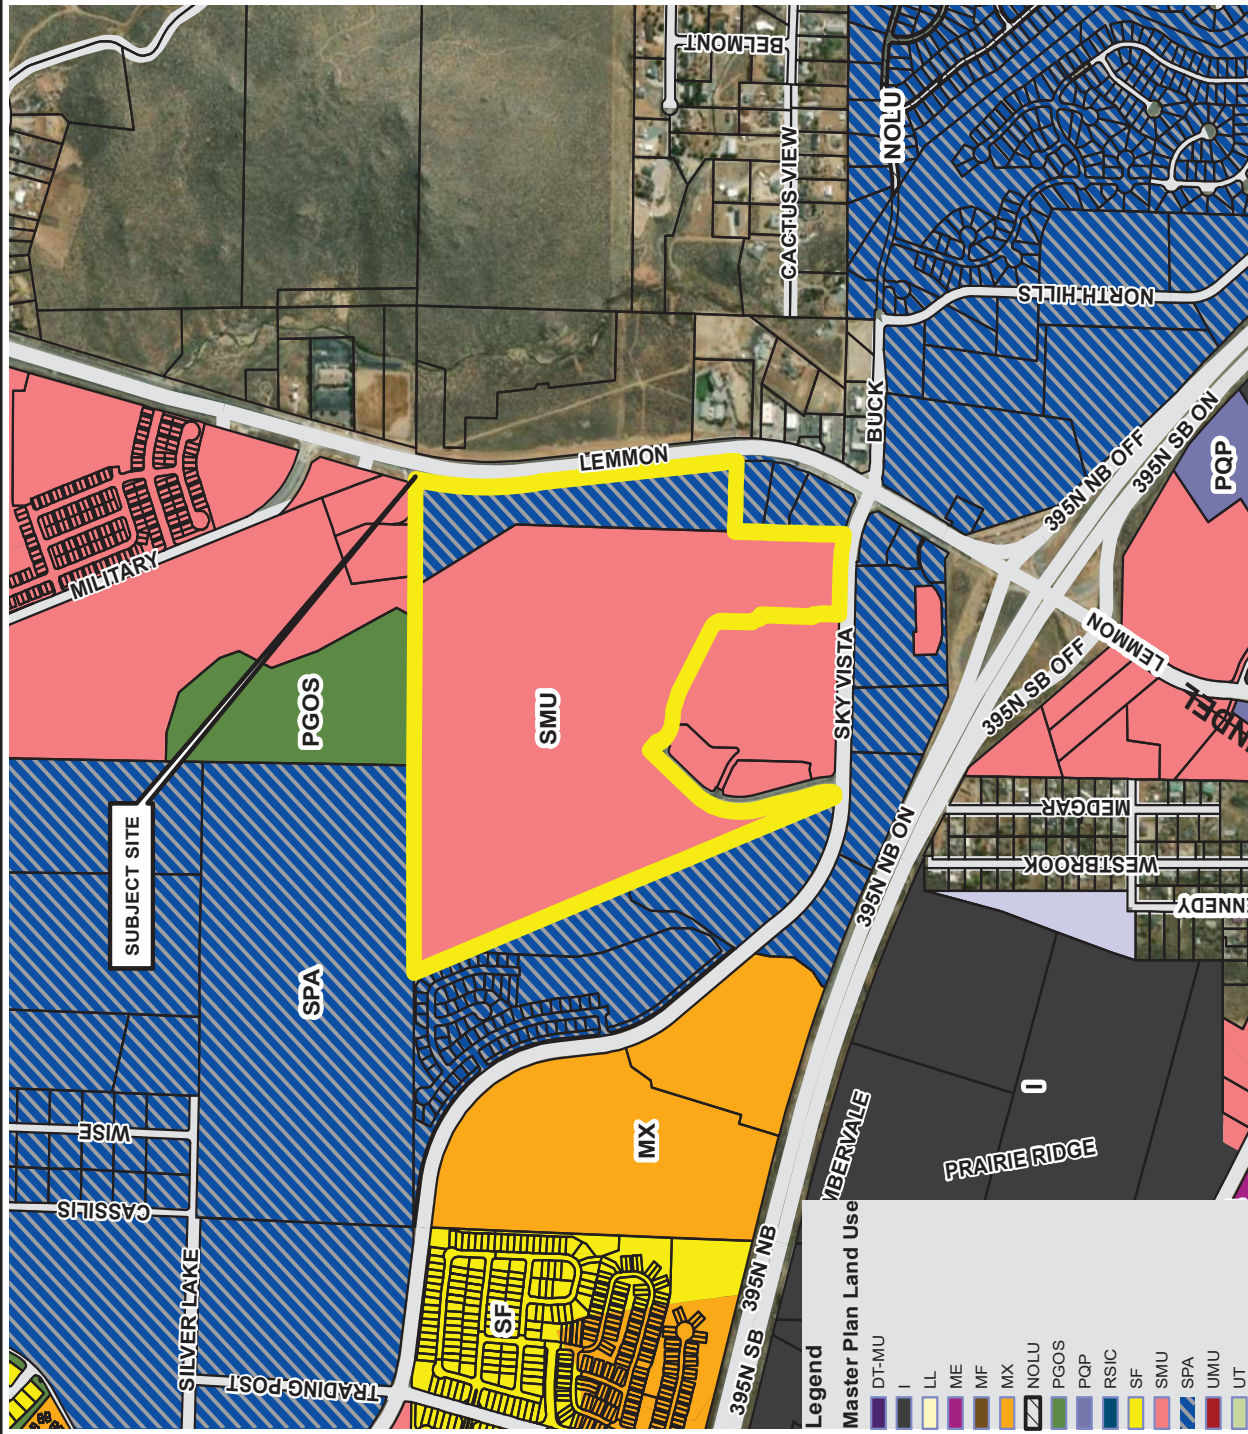 BELMONT
CACTUS-VIEW
NOLU
NORTH-HILLS
BUCK
LEMMON
MILITARY
395N NB OFF
395N SB ON
PQP
PGOS
SMU
SKY VISTA
LEMMON
395N SB OFF
SUBJECT SITE
MEDGAR
WESTBROOK
395N NB ON
SPA
WISE
CASSILIS
MX
I
PRAIRIE RIDGE
SILVER LAKE
SF
395N NB
395N SB
TRADING-POST
Legend
Master Plan Land Use
DT-MU
I
LL
ME
MF
MX
NOLU
PGOS
PQP
RSIC
SF
SMU
SPA
UMU
UT